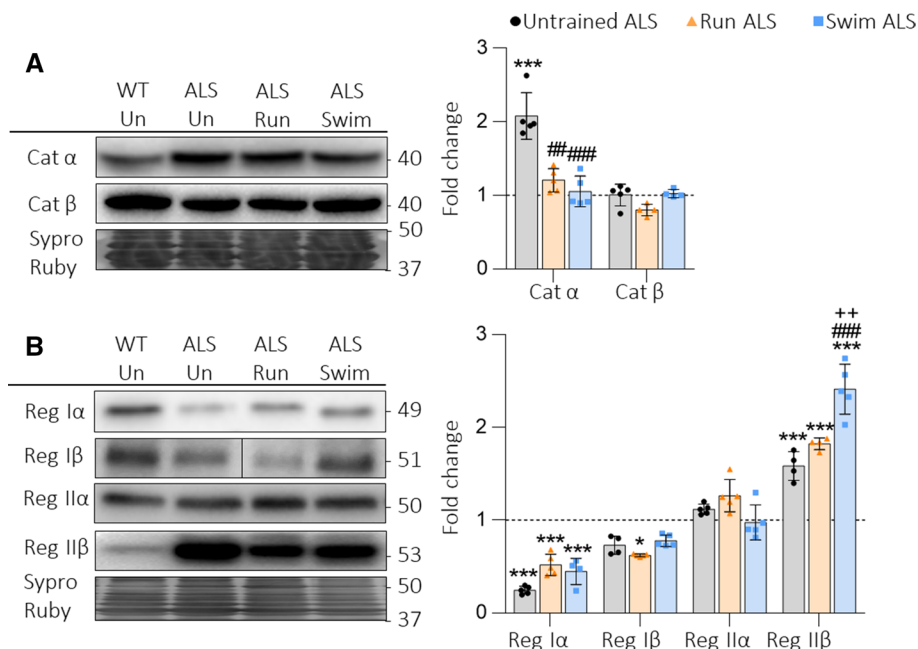 Untrained ALS Run ALS Swim ALS
A
WT ALS ALS ALS
Un Un Run Swim
Cat α 40
Cat β 40
Sypro 50
Ruby 37
Fold change
3
2
1
0
*** ## ###
Cat α Cat β
B
WT ALS ALS ALS
Un Un Run Swim
Reg Iα 49
Reg Iβ 51
Reg IIα 50
Reg IIβ 53
Sypro 50
Ruby 37
Fold change
3
2
1
0
*** *** ***
*
*** ***
++
###
***
Reg Iα Reg Iβ Reg IIα Reg IIβ